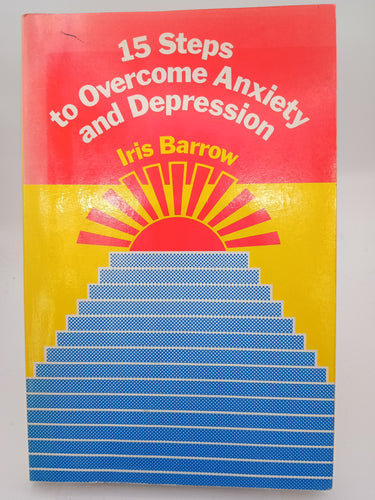 15 Steps
to Overcome Anxiety
and Depression
Iris Barrow